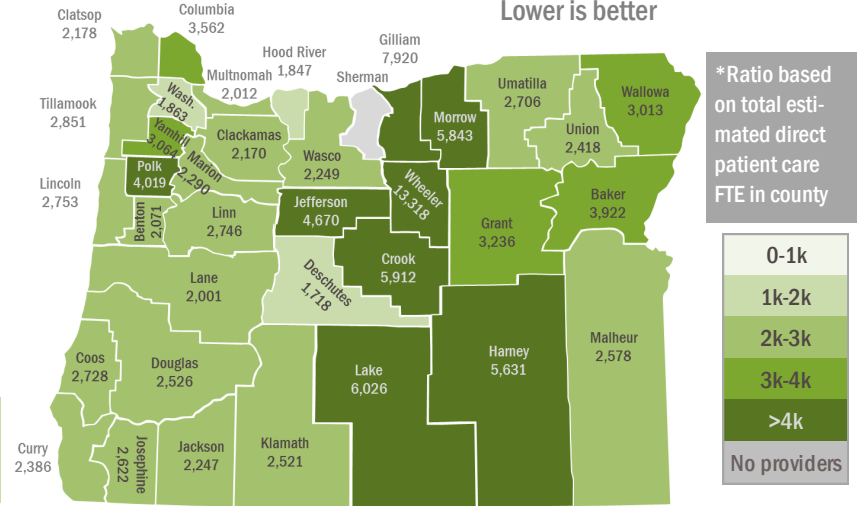 Lower is better
Clatsop
2,178
Columbia
3,562
Hood River
1,847
Gilliam
7,920
Multnomah
2,012
Sherman
Tillamook
2,851
Wash.
1,863
Yamhill
3,064
Clackamas
2,170
Marion
2,290
Polk
4,019
Wasco
2,249
Morrow
5,843
Umatilla
2,706
Union
2,418
Wallowa
3,013
Lincoln
2,753
Benton
2,071
Linn
2,746
Jefferson
4,670
Wheeler
13,318
Grant
3,236
Baker
3,922
Lane
2,001
Deschutes
1,718
Crook
5,912
Coos
2,728
Douglas
2,526
Lake
6,026
Harney
5,631
Malheur
2,578
Curry
2,386
Josephine
2,622
Jackson
2,247
Klamath
2,521
*Ratio based
on total esti-
mated direct
patient care
FTE in county
0-1k
1k-2k
2k-3k
3k-4k
>4k
No providers